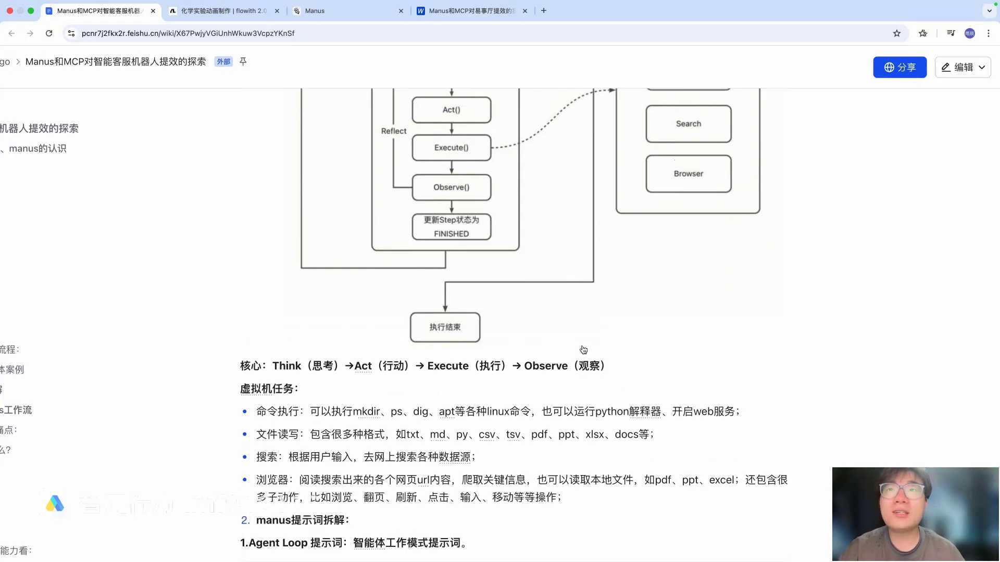 Manus和MCP对智能客服机器
化学实验动画制作 | flowith 2.0
Manus
Manus和MCP对易事厅提效的
pcnr7j2fkx2r.feishu.cn/wiki/X67PwjyVGiUnhWkuw3VcpzYKnSf
皓辰
go > Manus和MCP对智能客服机器人提效的探索 外部
分享
编辑
机器人提效的探索
、manus的认识
流程：
体案例
s工作流
痛点：
么？
能力看：
Act()
Reflect
Execute()
Observe()
更新Step状态为
FINISHED
Search
Browser
执行结束
核心：Think（思考）→Act（行动）→ Execute（执行）→ Observe（观察）
虚拟机任务：
• 命令执行：可以执行mkdir、ps、dig、apt等各种linux命令，也可以运行python解释器、开启web服务；
• 文件读写：包含很多种格式，如txt、md、py、csv、tsv、pdf、ppt、xlsx、docs等；
• 搜索：根据用户输入，去网上搜索各种数据源；
• 浏览器：阅读搜索出来的各个网页url内容，爬取关键信息，也可以读取本地文件，如pdf、ppt、excel；还包含很
多子动作，比如浏览、翻页、刷新、点击、输入、移动等等操作；
2. manus提示词拆解：
1.Agent Loop 提示词：智能体工作模式提示词。